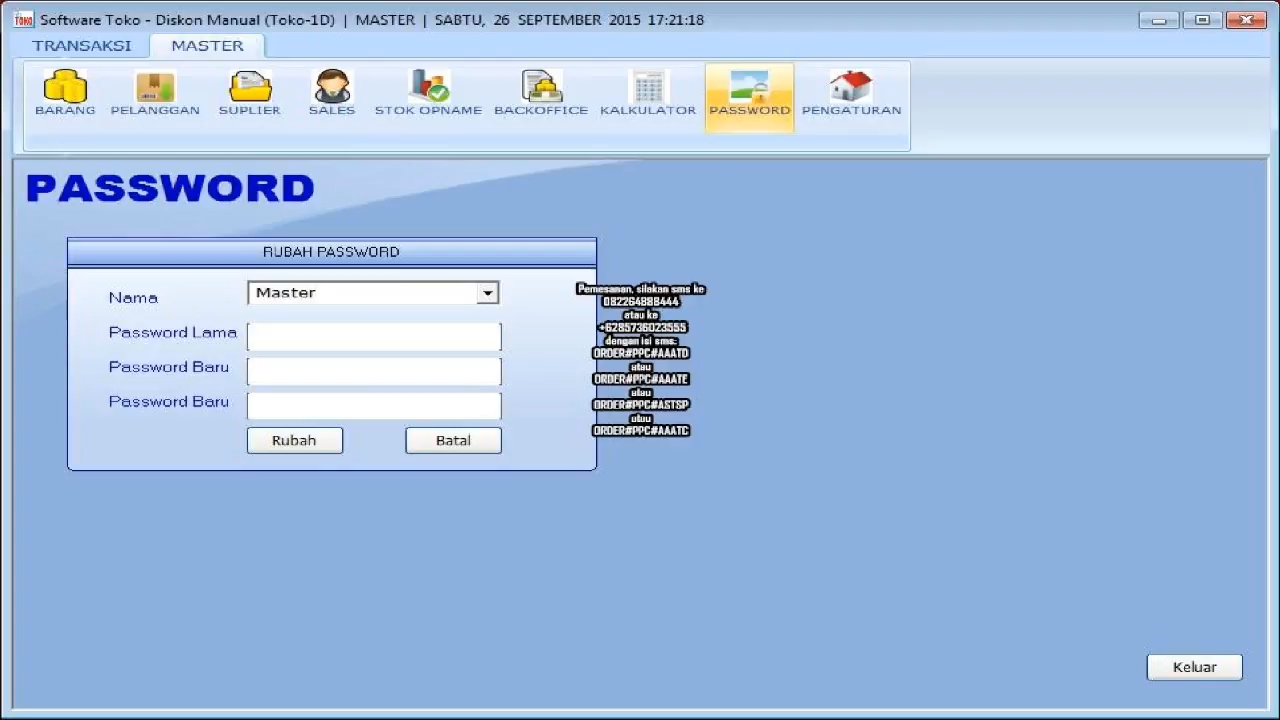 TOKO Software Toko - Diskon Manual (Toko-1D) | MASTER | SABTU, 26 SEPTEMBER 2015 17:21:18
TRANSAKSI MASTER
BARANG PELANGGAN SUPLIER SALES STOK OPNAME BACKOFFICE KALKULATOR PASSWORD PENGATURAN
PASSWORD
RUBAH PASSWORD
Nama Master
Password Lama
Password Baru
Password Baru
Rubah Batal
Pemesanan, silakan sms ke
082264888444
atau ke
+6285736023555
dengan isi sms:
ORDER#PPC#AAATD
atau
ORDER#PPC#AAATE
atau
ORDER#PPC#ASTSP
atau
ORDER#PPC#AAATC
Keluar